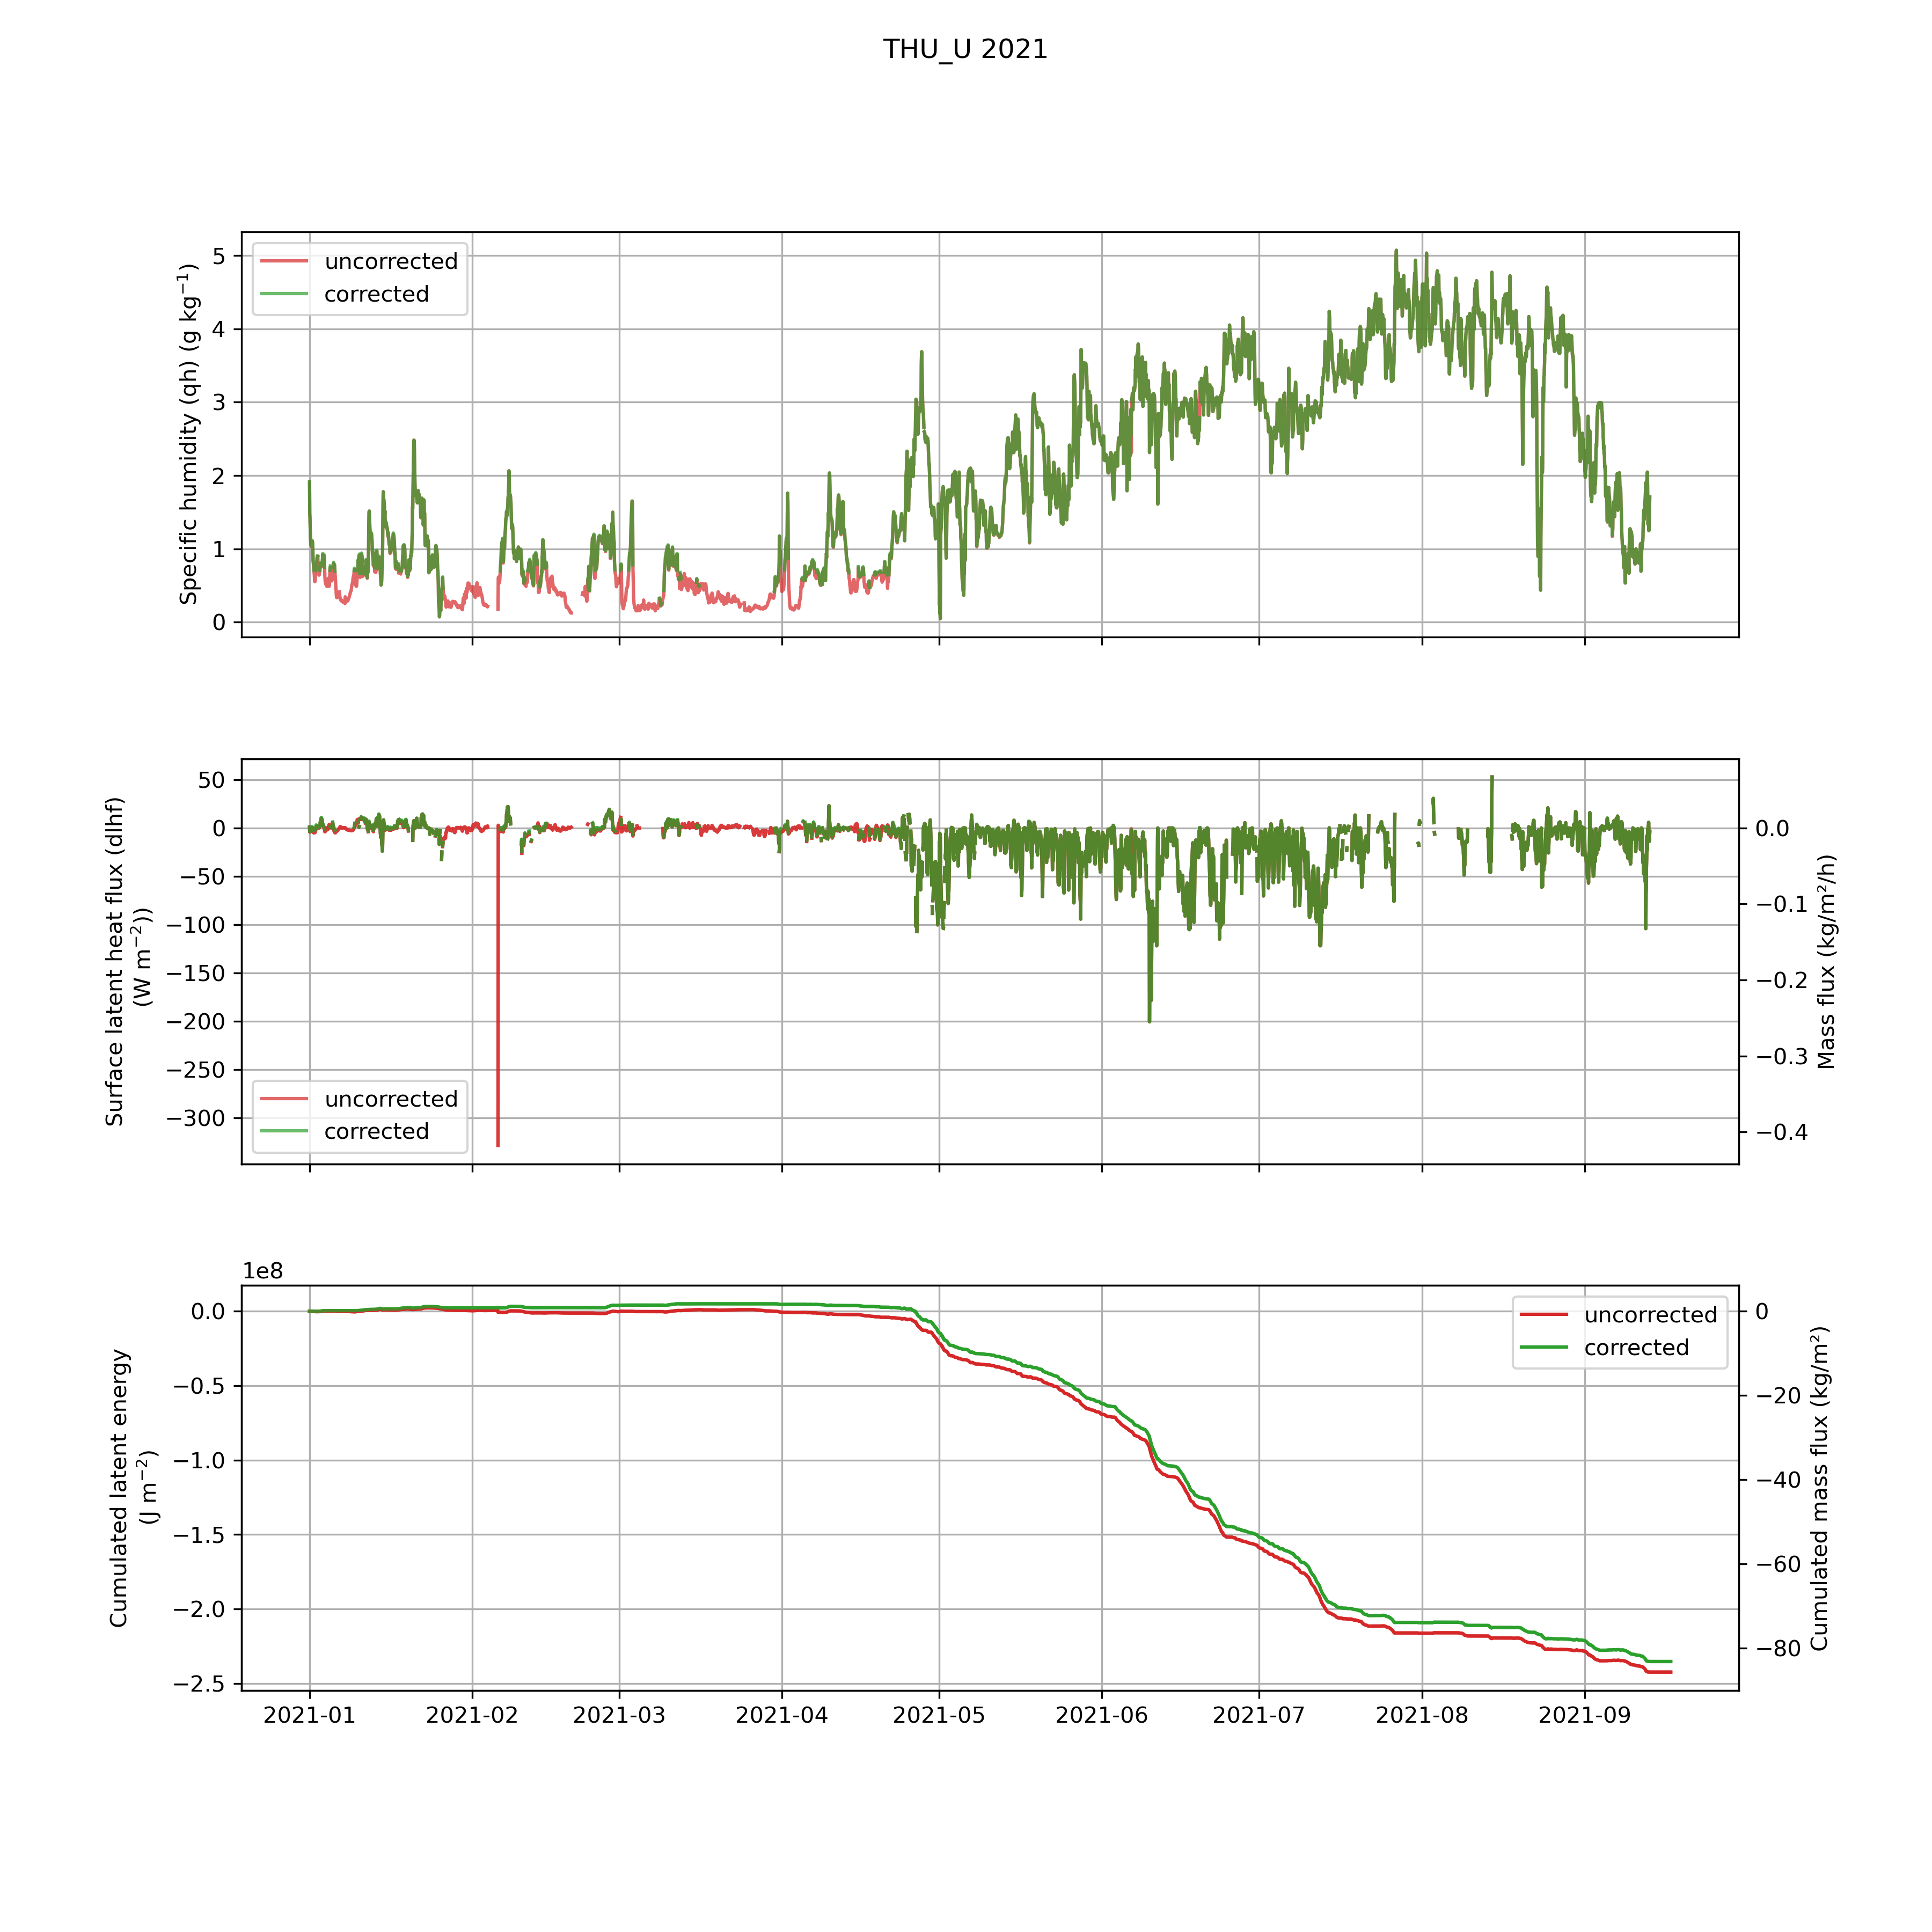 THU_U 2021
Specific humidity (qh) (g kg⁻¹)
5
4
3
2
1
0
uncorrected
corrected
Surface latent heat flux (dlhf)
(W m⁻²))
50
0
−50
−100
−150
−200
−250
−300
uncorrected
corrected
0.0
−0.1
−0.2
−0.3
−0.4
Mass flux (kg/m²/h)
1e8
Cumulated latent energy
(J m⁻²)
0.0
−0.5
−1.0
−1.5
−2.0
−2.5
uncorrected
corrected
0
−20
−40
−60
−80
Cumulated mass flux (kg/m²)
2021-01 2021-02 2021-03 2021-04 2021-05 2021-06 2021-07 2021-08 2021-09